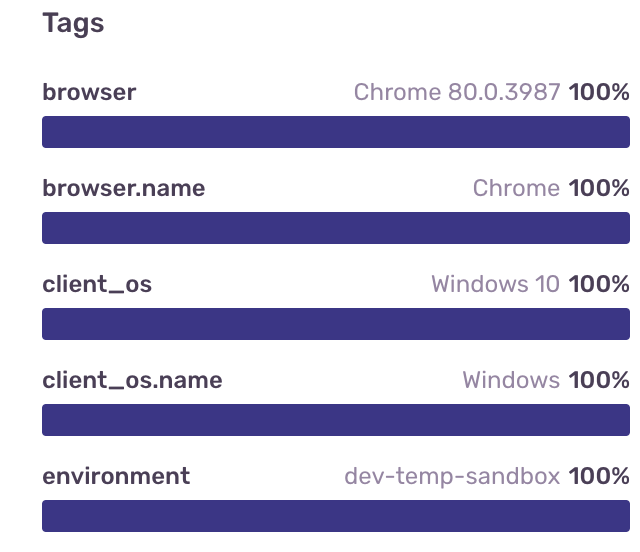 Tags
browser Chrome 80.0.3987 100%
browser.name Chrome 100%
client_os Windows 10 100%
client_os.name Windows 100%
environment dev-temp-sandbox 100%